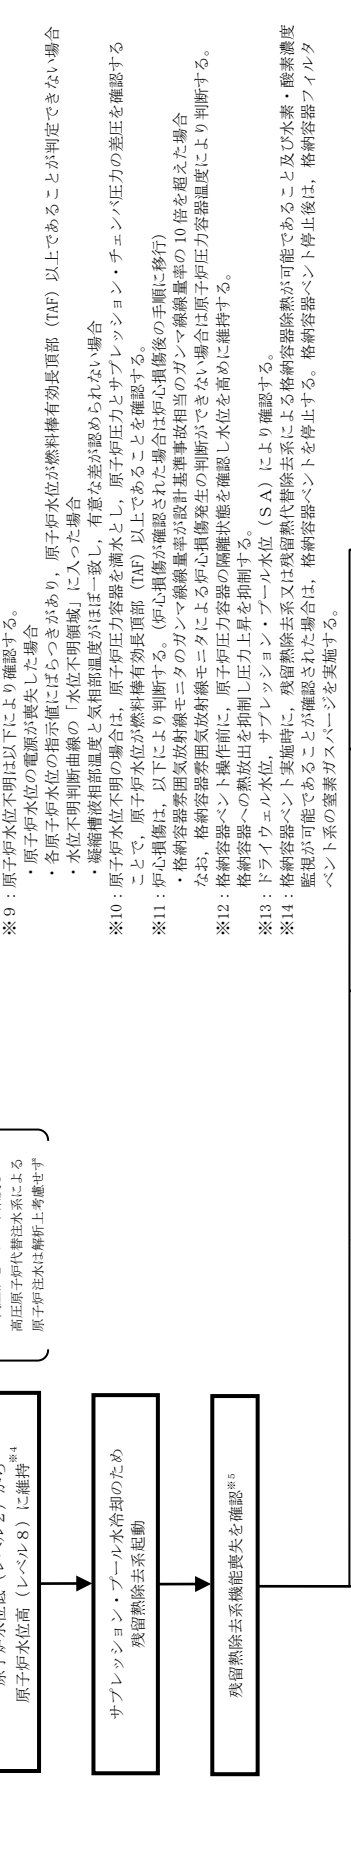 原子炉水位高（レベル８）に維持※４
高圧原子炉代替注水系による
原子炉注水は解析上考慮せず※
サプレッション・プール水冷却のため
残留熱除去系起動
残留熱除去系機能喪失を確認※５
※９：原子炉水位不明は以下により確認する。
・原子炉水位の電源が喪失した場合
・各原子炉水位の指示値にばらつきがあり，原子炉水位が燃料棒有効長頂部（TAF）以上であることが判定できない場合
・水位不明判断曲線の「水位不明領域」に入った場合
・凝縮槽液相部温度と気相部温度がほぼ一致し，有意な差が認められない場合
※10：原子炉水位不明の場合は，原子炉圧力容器を満水とし，原子炉圧力とサプレッション・チェンバ圧力の差圧を確認する
ことで，原子炉水位が燃料棒有効長頂部（TAF）以上であることを確認する。
※11：炉心損傷は，以下により判断する。（炉心損傷が確認された場合は炉心損傷後の手順に移行）
・格納容器雰囲気放射線モニタのガンマ線線量率が設計基準事故相当のガンマ線線量率の 10 倍を超えた場合
なお，格納容器雰囲気放射線モニタによる炉心損傷発生の判断ができない場合は原子炉圧力容器温度により判断する。
※12：格納容器ベント操作前に，原子炉圧力容器の隔離状態を確認し水位を高めに維持する。
格納容器への熱放出を抑制し圧力上昇を抑制する。
※13：ドライウェル水位，サプレッション・プール水位（ＳＡ）により確認する。
※14：格納容器ベント実施時に，残留熱除去系又は残留熱代替除去系による格納容器除熱が可能であること及び水素・酸素濃度
監視が可能であることが確認された場合は，格納容器ベントを停止する。格納容器ベント停止後は，格納容器フィルタ
ベント系の窒素ガスパージを実施する。